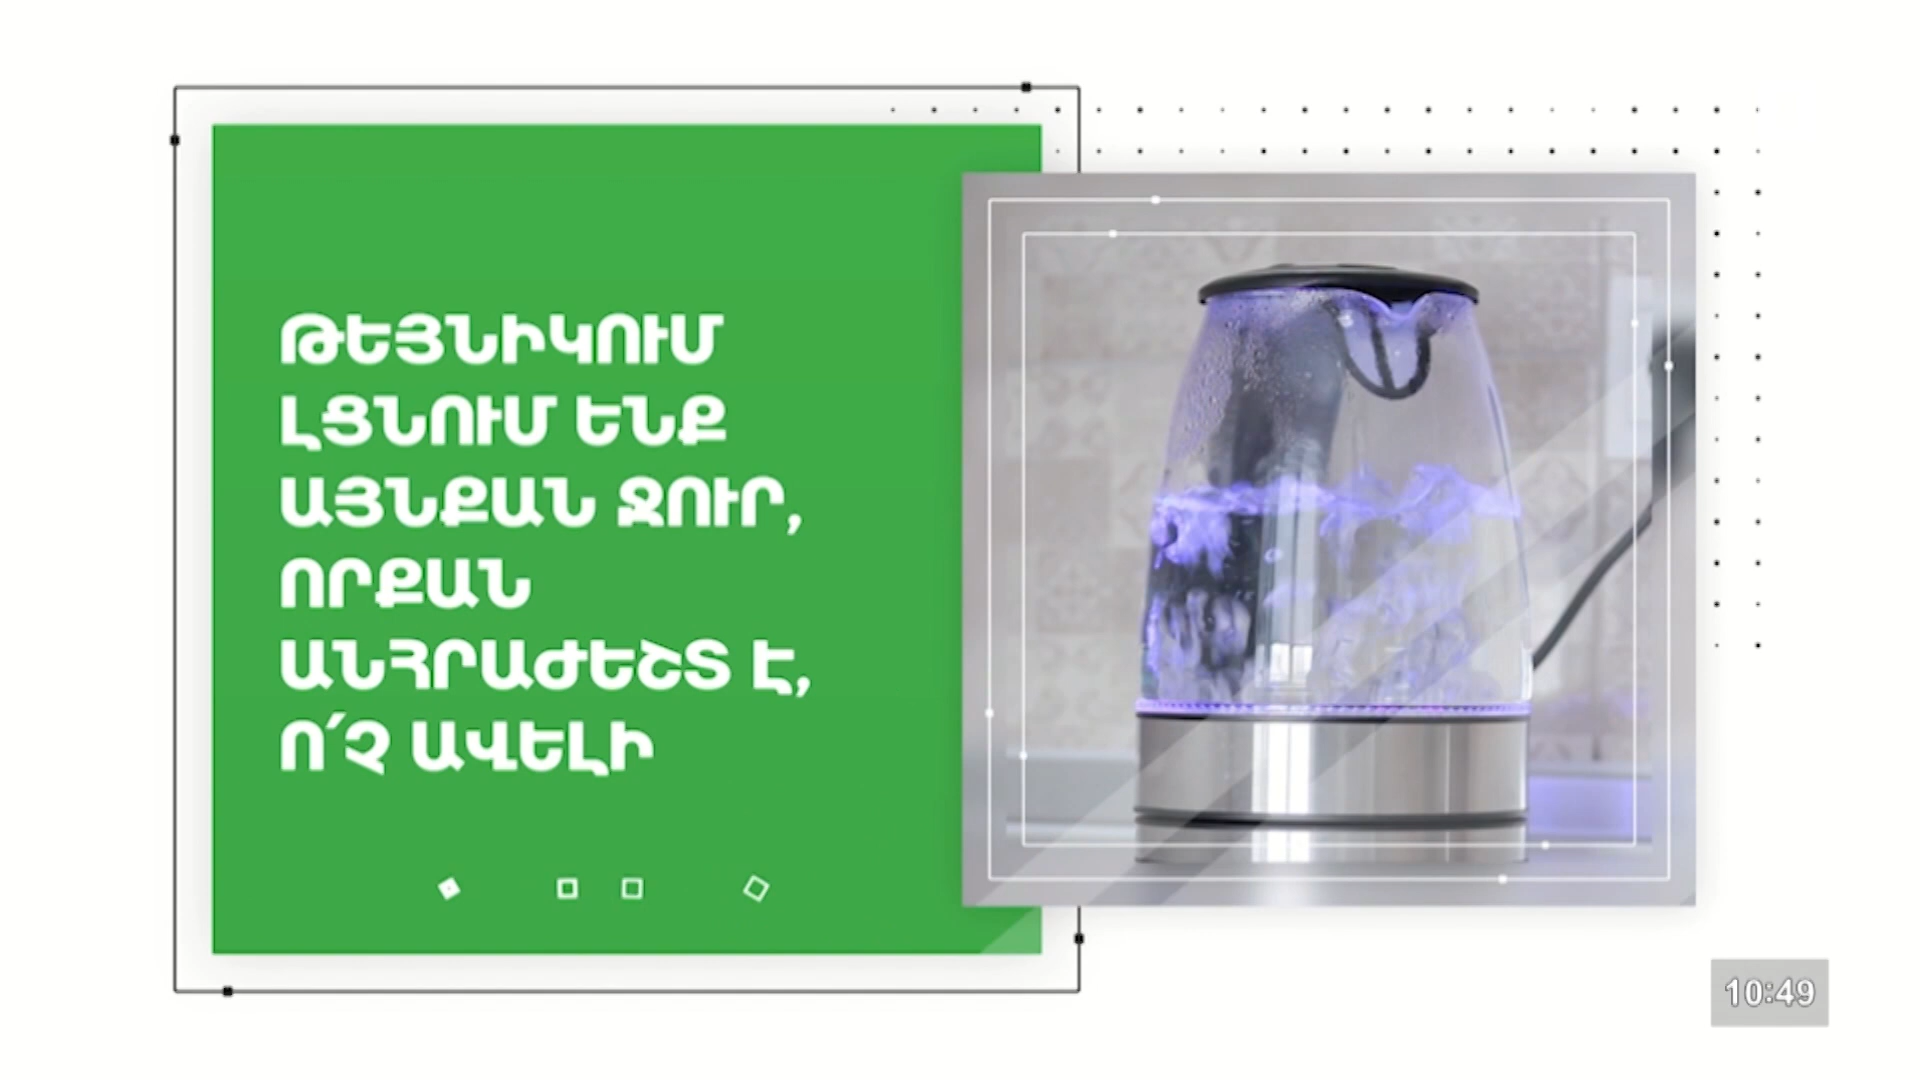 ԹԵՅՆԻԿՈՒՄ
ԼՑՆՈՒՄ ԵՆՔ
ԱՅՆՔԱՆ ՋՈՒՐ,
ՈՐՔԱՆ
ԱՆՀՐԱԺԵՇՏ Է,
Ո՛Չ ԱՎԵԼԻ
10:49